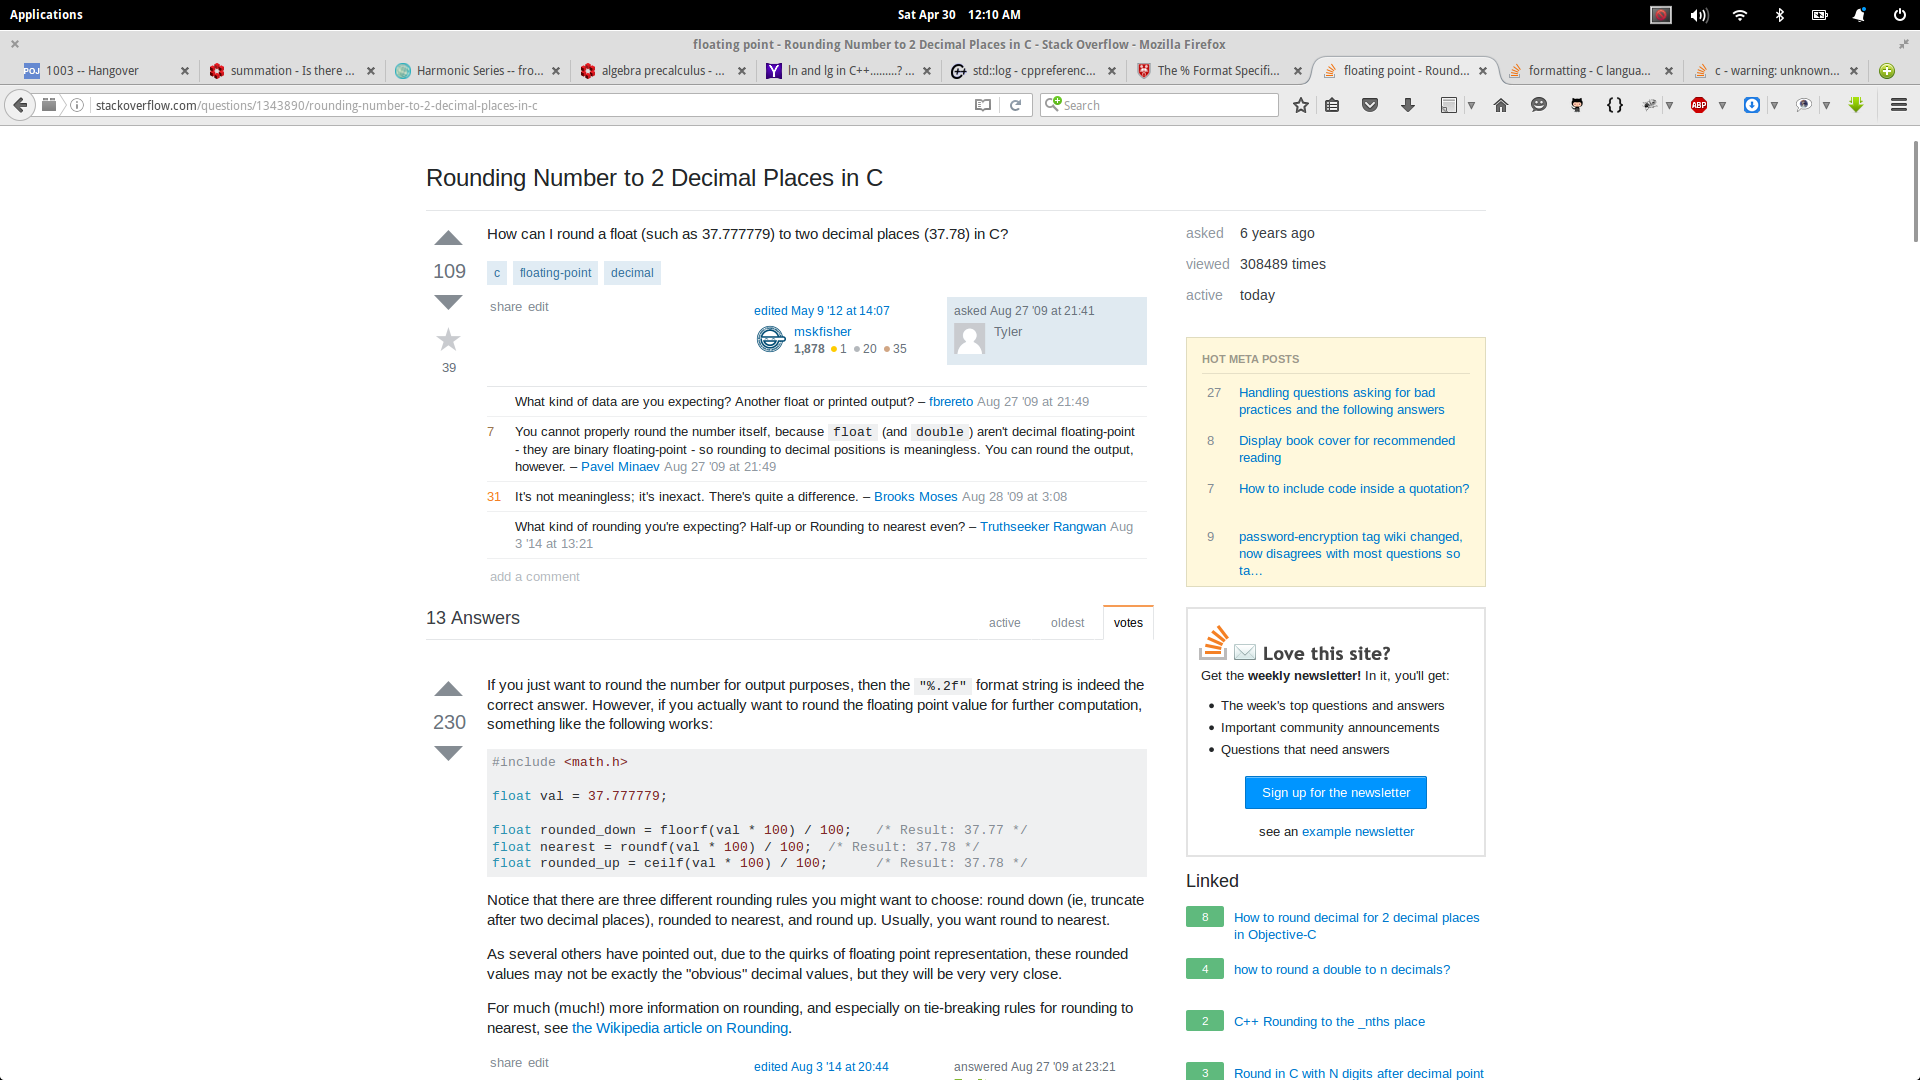 Applications
Sat Apr 30 12:10 AM
floating point - Rounding Number to 2 Decimal Places in C - Stack Overflow - Mozilla Firefox
POJ 1003 -- Hangover
summation - Is there ...
Harmonic Series -- fro...
algebra precalculus - ...
ln and lg in C++.........? ...
std::log - cppreferenc...
The % Format Specifi...
floating point - Round...
formatting - C langua...
c - warning: unknown...
stackoverflow.com/questions/1343890/rounding-number-to-2-decimal-places-in-c
Search
ABP
Rounding Number to 2 Decimal Places in C
109
How can I round a float (such as 37.777779) to two decimal places (37.78) in C?
c floating-point decimal
share edit
edited May 9 '12 at 14:07
mskfisher
1,878 1 20 35
asked Aug 27 '09 at 21:41
Tyler
39
What kind of data are you expecting? Another float or printed output? – fbrereto Aug 27 '09 at 21:49
7 You cannot properly round the number itself, because float (and double) aren't decimal floating-point
- they are binary floating-point - so rounding to decimal positions is meaningless. You can round the output,
however. – Pavel Minaev Aug 27 '09 at 21:49
31 It's not meaningless; it's inexact. There's quite a difference. – Brooks Moses Aug 28 '09 at 3:08
What kind of rounding you're expecting? Half-up or Rounding to nearest even? – Truthseeker Rangwan Aug
3 '14 at 13:21
add a comment
13 Answers
active oldest votes
230
If you just want to round the number for output purposes, then the "%.2f" format string is indeed the
correct answer. However, if you actually want to round the floating point value for further computation,
something like the following works:
#include <math.h>
float val = 37.777779;
float rounded_down = floorf(val * 100) / 100;   /* Result: 37.77 */
float nearest = roundf(val * 100) / 100;  /* Result: 37.78 */
float rounded_up = ceilf(val * 100) / 100;      /* Result: 37.78 */
Notice that there are three different rounding rules you might want to choose: round down (ie, truncate
after two decimal places), rounded to nearest, and round up. Usually, you want round to nearest.
As several others have pointed out, due to the quirks of floating point representation, these rounded
values may not be exactly the "obvious" decimal values, but they will be very very close.
For much (much!) more information on rounding, and especially on tie-breaking rules for rounding to
nearest, see the Wikipedia article on Rounding.
share edit
edited Aug 3 '14 at 20:44
answered Aug 27 '09 at 23:21
asked 6 years ago
viewed 308489 times
active today
HOT META POSTS
27 Handling questions asking for bad
practices and the following answers
8 Display book cover for recommended
reading
7 How to include code inside a quotation?
9 password-encryption tag wiki changed,
now disagrees with most questions so
ta…
Love this site?
Get the weekly newsletter! In it, you'll get:
• The week's top questions and answers
• Important community announcements
• Questions that need answers
Sign up for the newsletter
see an example newsletter
Linked
8 How to round decimal for 2 decimal places
in Objective-C
4 how to round a double to n decimals?
2 C++ Rounding to the _nths place
3 Round in C with N digits after decimal point